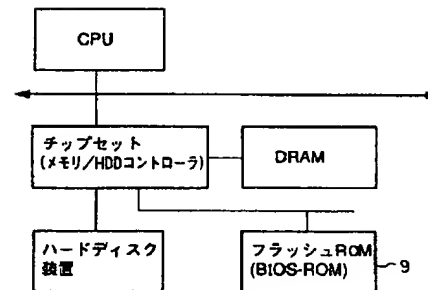 CPU
チップセット
(メモリ/HDDコントローラ)
DRAM
ハードディスク
装置
フラッシュROM
(BIOS-ROM)
9